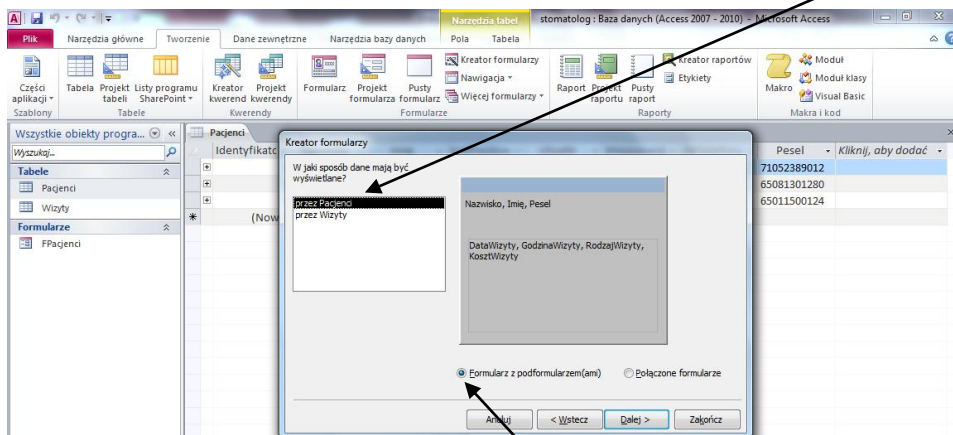 Narzędzia tabel
stomatolog : Baza danych (Access 2007 - 2010) - Microsoft Access
Plik Narzędzia główne Tworzenie Dane zewnętrzne Narzędzia bazy danych Pola Tabela
Części aplikacji
Szablony
Tabela
Projekt tabeli
Listy programu SharePoint
Tabele
Kreator kwerend
Projekt kwerendy
Kwerendy
Formularz
Projekt formularza
Pusty formularz
Kreator formularzy
Nawigacja
Więcej formularzy
Formularze
Raport
Projekt raportu
Pusty raport
Kreator raportów
Etykiety
Raporty
Makro
Moduł
Moduł klasy
Visual Basic
Makra i kod
Wszystkie obiekty progra...
Wyszukaj...
Tabele
Pacjenci
Wizyty
Formularze
FPacjenci
Pacjenci
Identyfikato
(Now
Pesel
Kliknij, aby dodać
71052389012
65081301280
65011500124
Kreator formularzy
W jaki sposób dane mają być
wyświetlane?
przez Pacjenci
przez Wizyty
Nazwisko, Imię, Pesel
DataWizyty, GodzinaWizyty, RodzajWizyty,
KosztWizyty
Formularz z podformularzem(ami)
Połączone formularze
Anuluj
< Wstecz
Dalej >
Zakończ